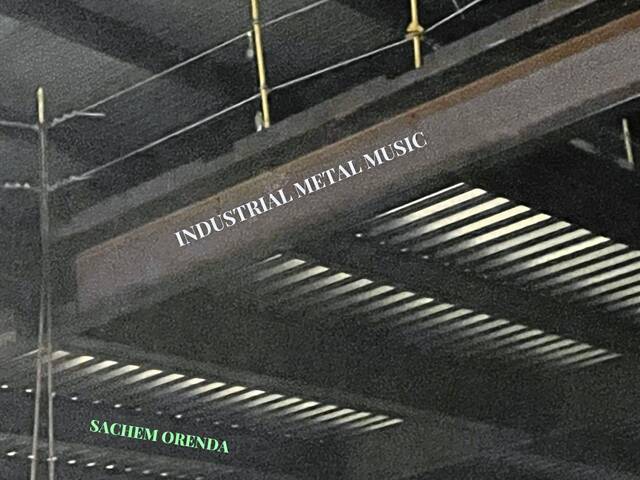 INDUSTRIAL METAL MUSIC
SACHEM ORENDA